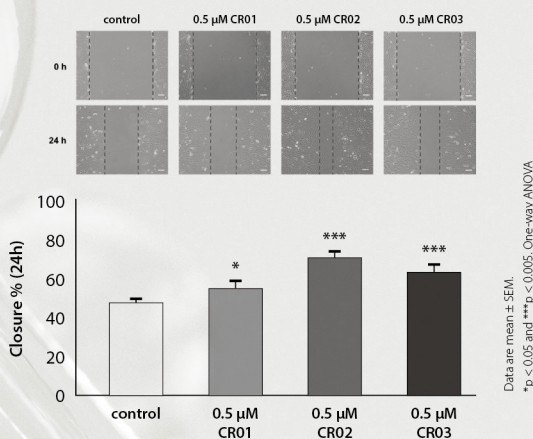 control
0.5 µM CR01
0.5 µM CR02
0.5 µM CR03
0 h
24 h
Closure % (24h)
100
80
60
40
20
0
*
***
***
control
0.5 µM
CR01
0.5 µM
CR02
0.5 µM
CR03
Data are mean ± SEM.
*p < 0.05 and ***p < 0.005, One-way ANOVA